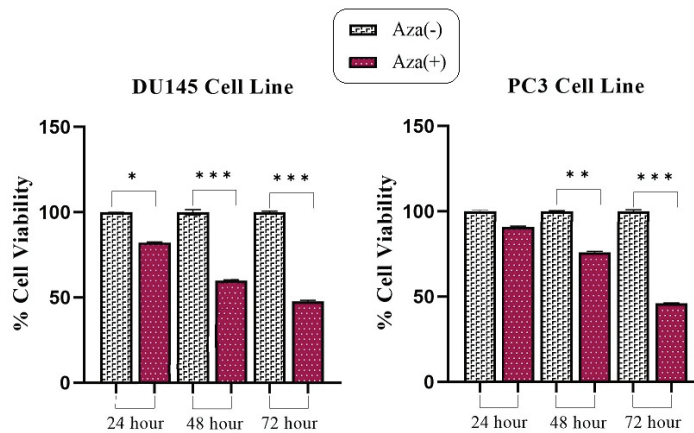 Aza(-)
Aza(+)
DU145 Cell Line
% Cell Viability
150
100
50
0
*
***
***
24 hour
48 hour
72 hour
PC3 Cell Line
% Cell Viability
150
100
50
0
**
***
24 hour
48 hour
72 hour